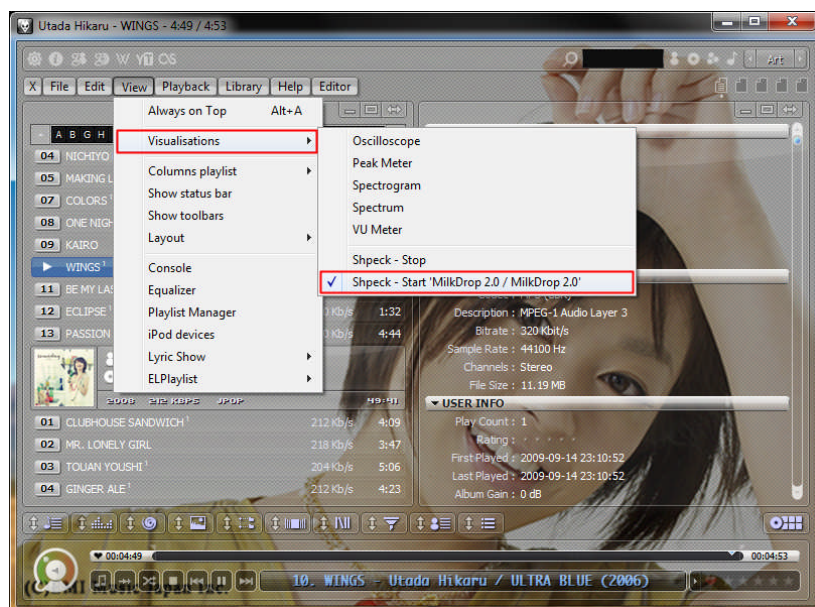 Utada Hikaru - WINGS - 4:49 / 4:53
Art
X File Edit View Playback Library Help Editor
A B G H
Always on Top Alt+A
Visualisations
Columns playlist
Show status bar
Show toolbars
Layout
Console
Equalizer
Playlist Manager
iPod devices
Lyric Show
ELPlaylist
Oscilloscope
Peak Meter
Spectrogram
Spectrum
VU Meter
Shpeck - Stop
Shpeck - Start 'MilkDrop 2.0 / MilkDrop 2.0'
04 NICHIYO
05 MAKING L
07 COLORS
08 ONE NIGH
09 KAIRO
WINGS
11 BE MY LAS
12 ECLIPSE 1:32
13 PASSION 4:44
2008 212 KBPS JPOP 49:41
01 CLUBHOUSE SANDWICH 212 Kb/s 4:09
02 MR. LONELY GIRL 218 Kb/s 3:47
03 TOUAN YOUSHI 204 Kb/s 5:06
04 GINGER ALE 212 Kb/s 4:23
Description : MPEG-1 Audio Layer 3
Bitrate : 320 Kbit/s
Sample Rate : 44100 Hz
Channels : Stereo
File Size : 11.19 MB
USER INFO
Play Count : 1
Rating :
First Played : 2009-09-14 23:10:52
Last Played : 2009-09-14 23:10:52
Album Gain : 0 dB
00:04:49
00:04:53
10. WINGS - Utada Hikaru / ULTRA BLUE (2006)